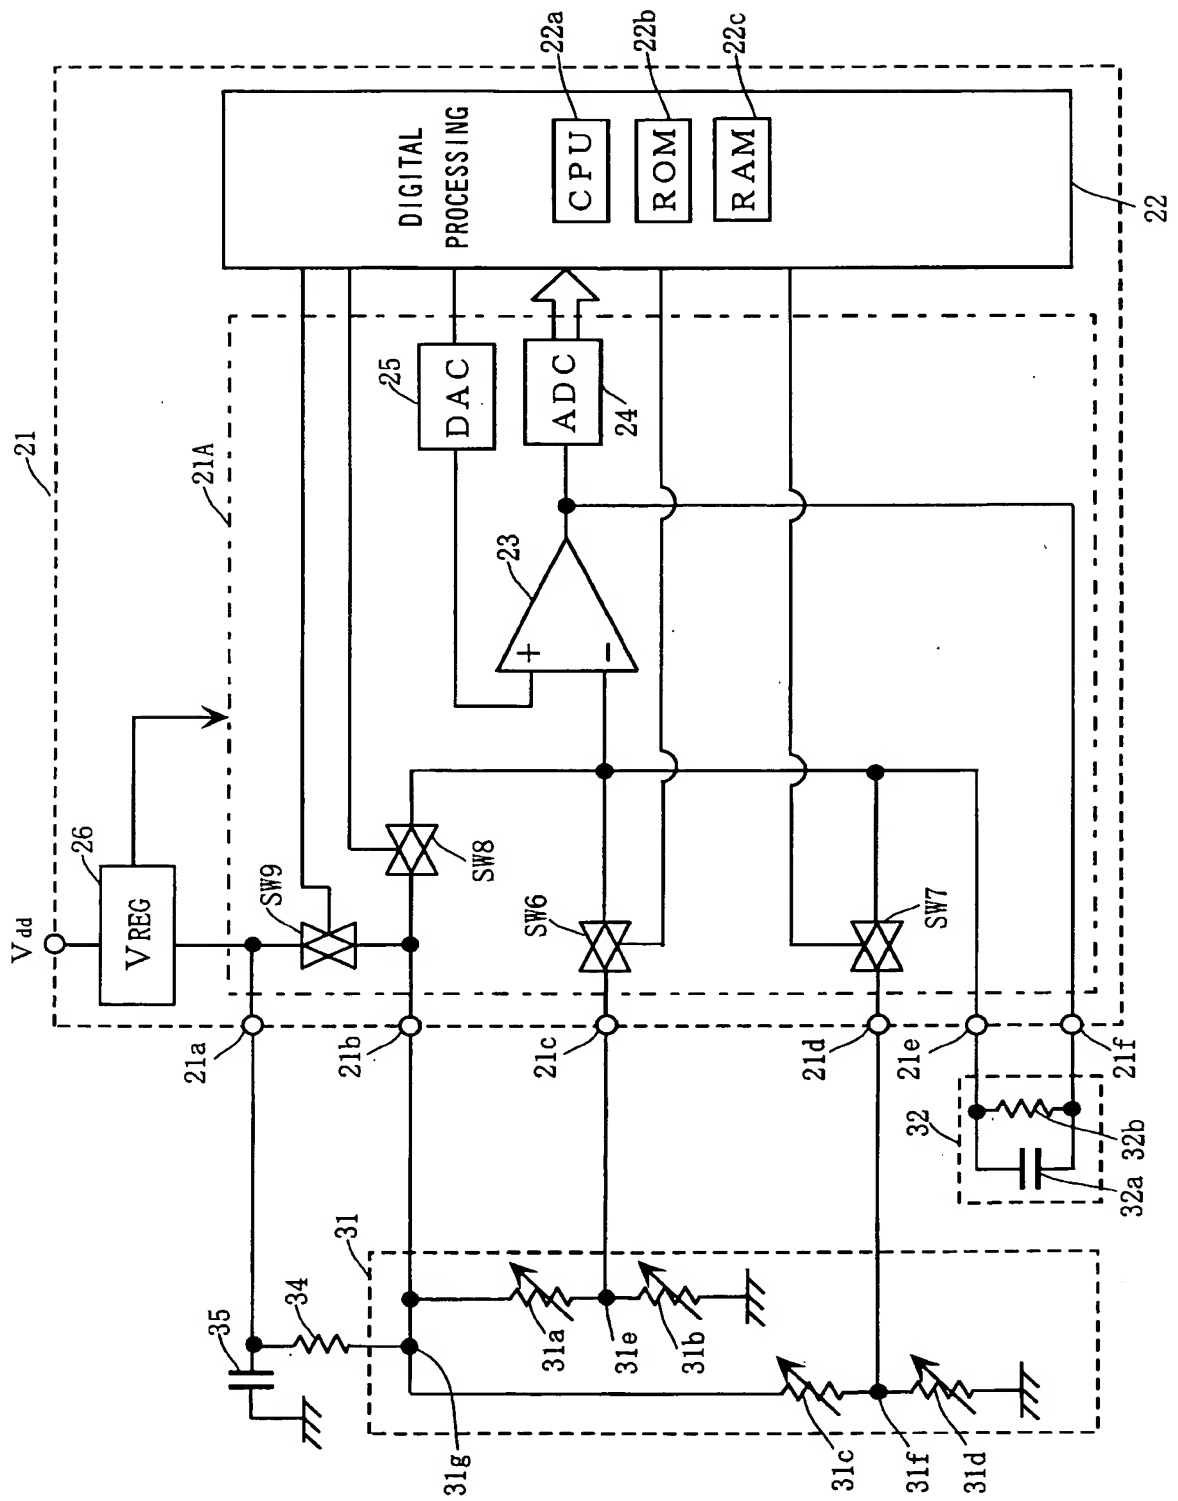 21
Vdd
26
VREG
21A
SW9
SW8
SW6
SW7
23
+
−
25
DAC
ADC
24
DIGITAL
PROCESSING
CPU
ROM
RAM
22a
22b
22c
22
21a
21b
21c
21d
21e
21f
32
32b
32a
35
34
31
31a
31e
31b
31g
31c
31f
31d